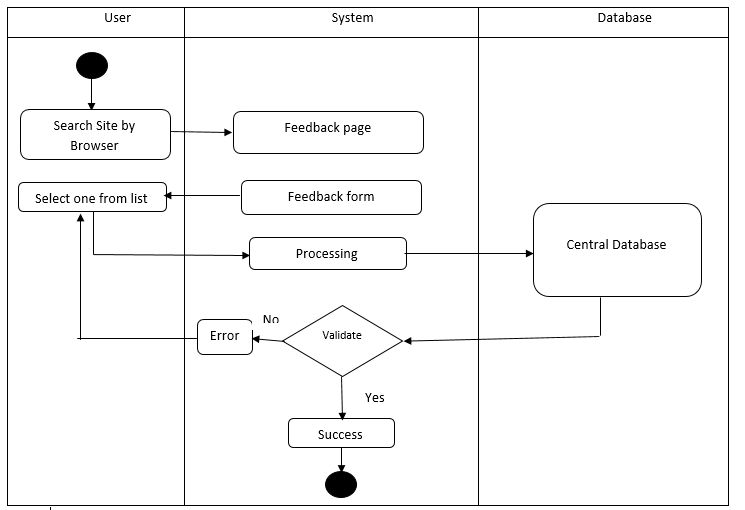 User
System
Database
Search Site by
Browser
Feedback page
Select one from list
Feedback form
Processing
Central Database
No
Error
Validate
Yes
Success